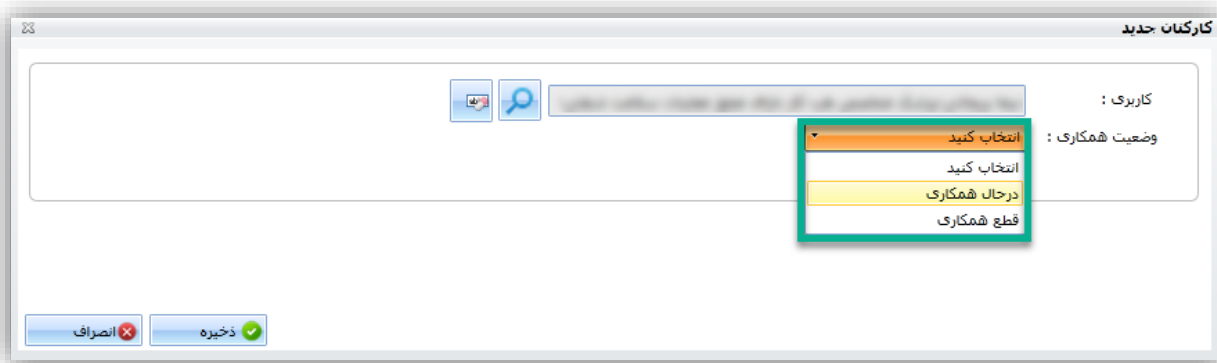 کارکنان جدید
کاربری :
وضعیت همکاری :
انتخاب کنید
انتخاب کنید
درحال همکاری
قطع همکاری
ذخیره
انصراف